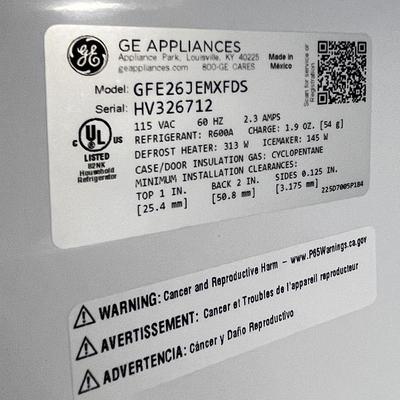 GE APPLIANCES
Appliance Park, Louisville, KY 40225
geappliances.com 800-GE CARES
Made in
México
Scan for service
or registration
Model: GFE26JEMXFDS
Serial: HV326712
115 VAC 60 HZ 2.3 AMPS
REFRIGERANT: R600A CHARGE: 1.9 OZ. [54 g]
DEFROST HEATER: 313 W ICEMAKER: 145 W
CASE/DOOR INSULATION GAS: CYCLOPENTANE
MINIMUM INSTALLATION CLEARANCES:
TOP 1 IN. BACK 2 IN. SIDES 0.125 IN.
[25.4 mm] [50.8 mm] [3.175 mm]
225D7005P184
c UL us
LISTED
82NK
Household
Refrigerator
WARNING: Cancer and Reproductive Harm – www.P65Warnings.ca.gov
AVERTISSEMENT: Cancer et Troubles de l'appareil reproducteur
ADVERTENCIA: Cáncer y Daño Reproductivo